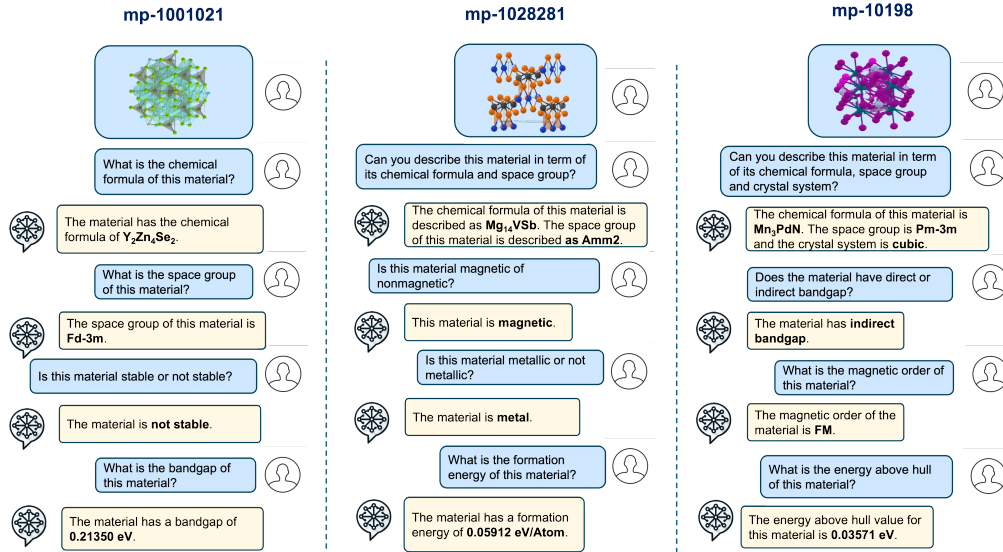 mp-1001021
What is the chemical
formula of this material?
The material has the chemical
formula of Y₂Zn₄Se₂.
What is the space group
of this material?
The space group of this material is
Fd-3m.
Is this material stable or not stable?
The material is not stable.
What is the bandgap of
this material?
The material has a bandgap of
0.21350 eV.
mp-1028281
Can you describe this material in term of
its chemical formula and space group?
The chemical formula of this material is
described as Mg₁₄VSb. The space group
of this material is described as Amm2.
Is this material magnetic of
nonmagnetic?
This material is magnetic.
Is this material metallic or not
metallic?
The material is metal.
What is the formation
energy of this material?
The material has a formation
energy of 0.05912 eV/Atom.
mp-10198
Can you describe this material in term
of its chemical formula, space group
and crystal system?
The chemical formula of this material is
Mn₃PdN. The space group is Pm-3m
and the crystal system is cubic.
Does the material have direct or
indirect bandgap?
The material has indirect
bandgap.
What is the magnetic order of
this material?
The magnetic order of the
material is FM.
What is the energy above hull
of this material?
The energy above hull value for
this material is 0.03571 eV.